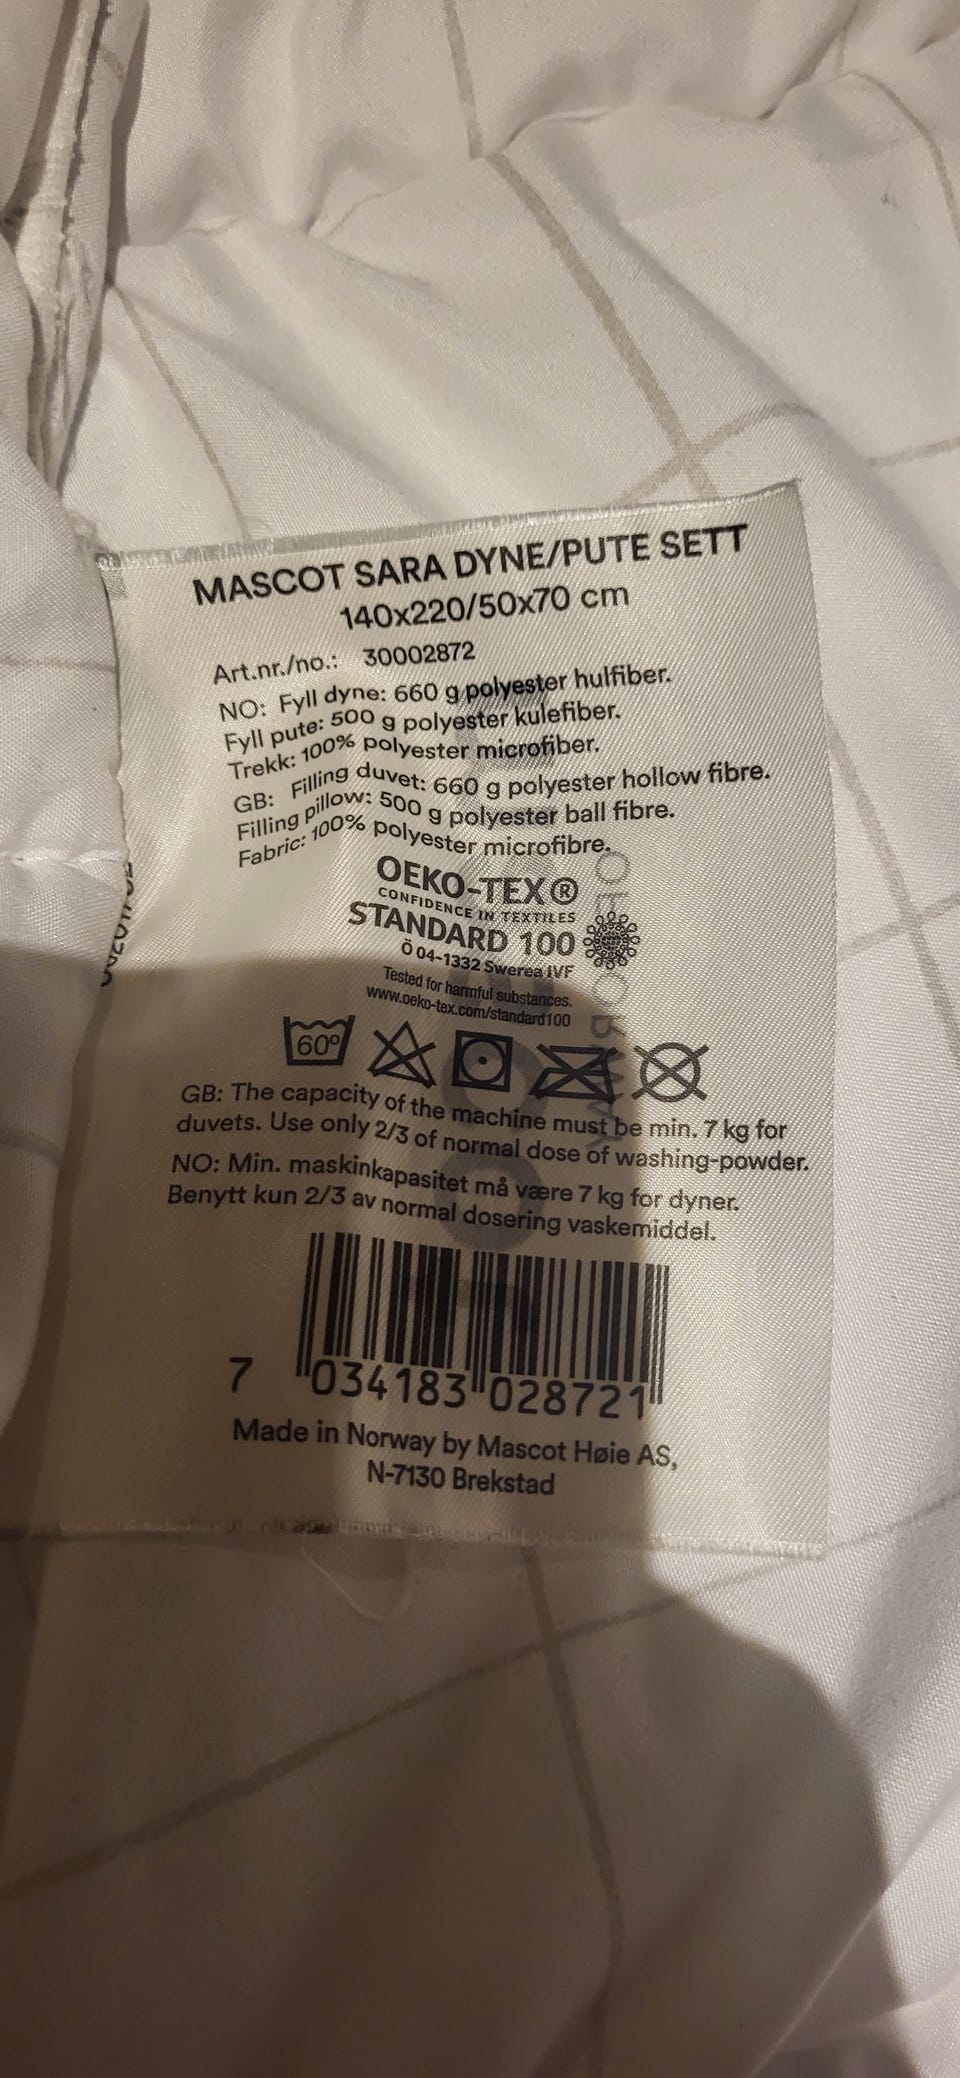 MASCOT SARA DYNE/PUTE SETT
140x220/50x70 cm
Art.nr./no.: 30002872
NO: Fyll dyne: 660 g polyester hulfiber.
Fyll pute: 500 g polyester kulefiber.
Trekk: 100% polyester microfiber.
GB: Filling duvet: 660 g polyester hollow fibre.
Filling pillow: 500 g polyester ball fibre.
Fabric: 100% polyester microfibre.
OEKO-TEX®
CONFIDENCE IN TEXTILES
STANDARD 100
Ö 04-1332 Swerea IVF
Tested for harmful substances.
www.oeko-tex.com/standard100
60°
GB: The capacity of the machine must be min. 7 kg for
duvets. Use only 2/3 of normal dose of washing-powder.
NO: Min. maskinkapasitet må være 7 kg for dyner.
Benytt kun 2/3 av normal dosering vaskemiddel.
7 034183 028721
Made in Norway by Mascot Høie AS,
N-7130 Brekstad